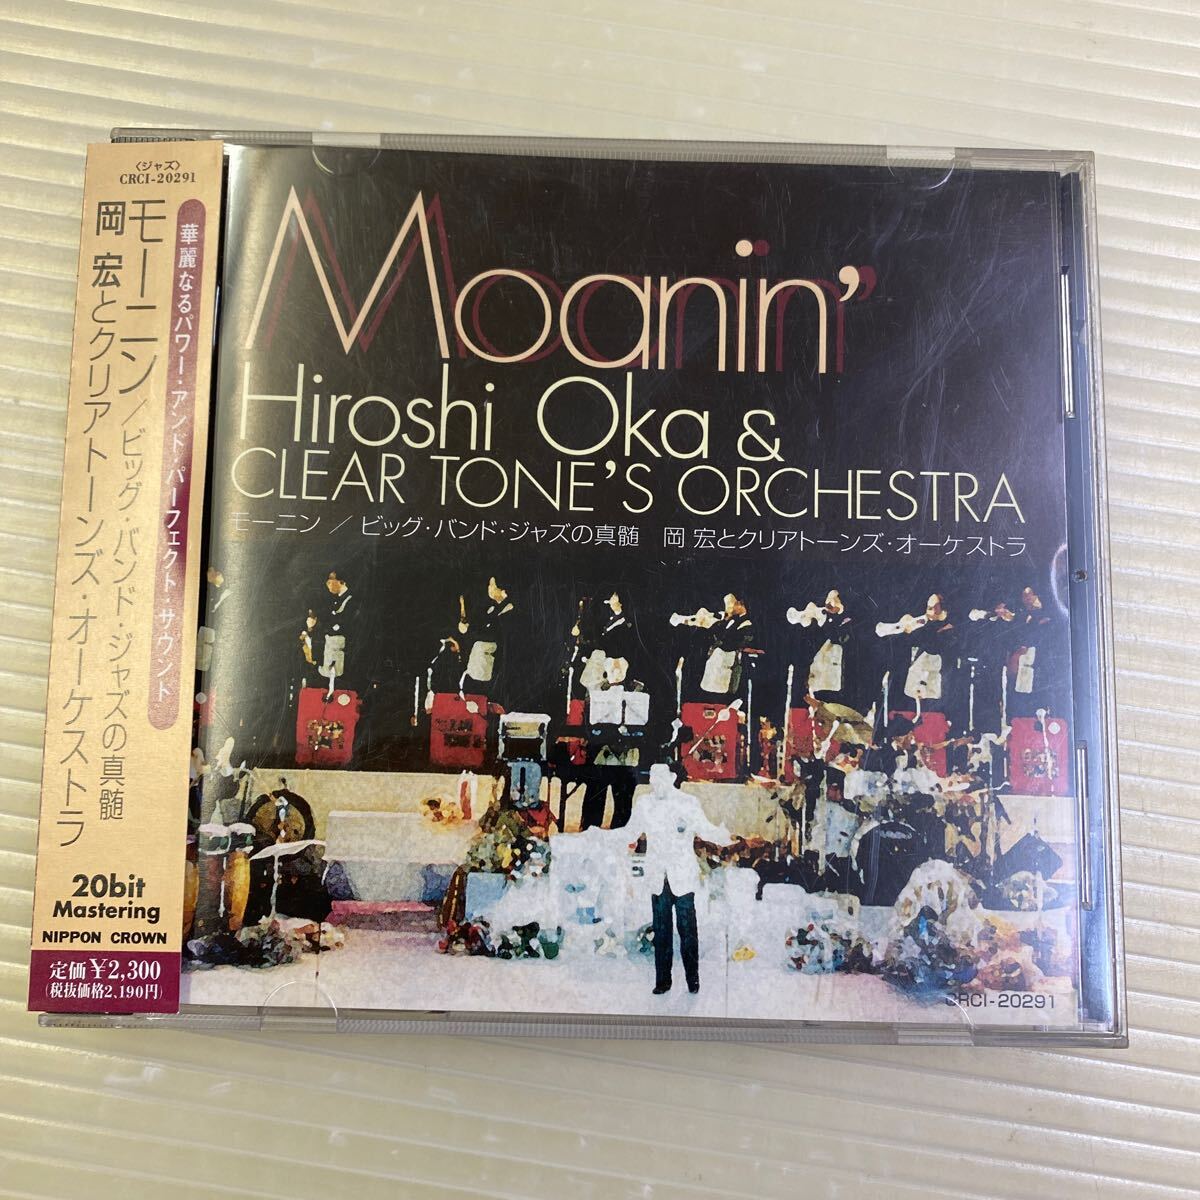 〈ジャズ〉
CRCI-20291
華麗なるパワー・アンド・パーフェクト・サウンド
モーニン/ビッグ・バンド・ジャズの真髄
岡 宏とクリアトーンズ・オーケストラ
20bit
Mastering
NIPPON CROWN
定価¥2,300
(税抜価格2,190円)
Moanin'
Hiroshi Oka &
CLEAR TONE'S ORCHESTRA
モーニン/ビッグ・バンド・ジャズの真髄 岡 宏とクリアトーンズ・オーケストラ
CRCI-20291